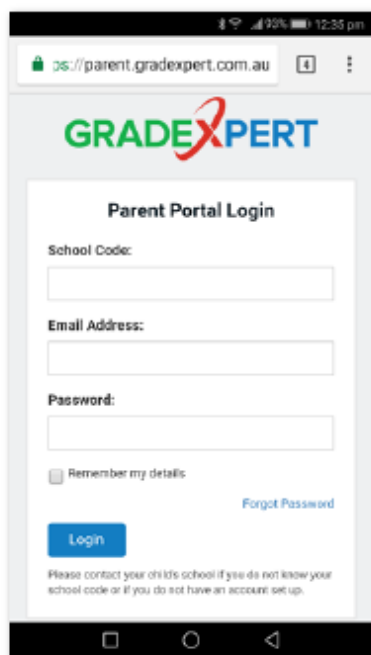 93% 12:35 pm
ps://parent.gradexpert.com.au 4
GRADEXPERT
Parent Portal Login
School Code:
Email Address:
Password:
Remember my details
Forgot Password
Login
Please contact your child's school if you do not know your
school code or if you do not have an account set up.